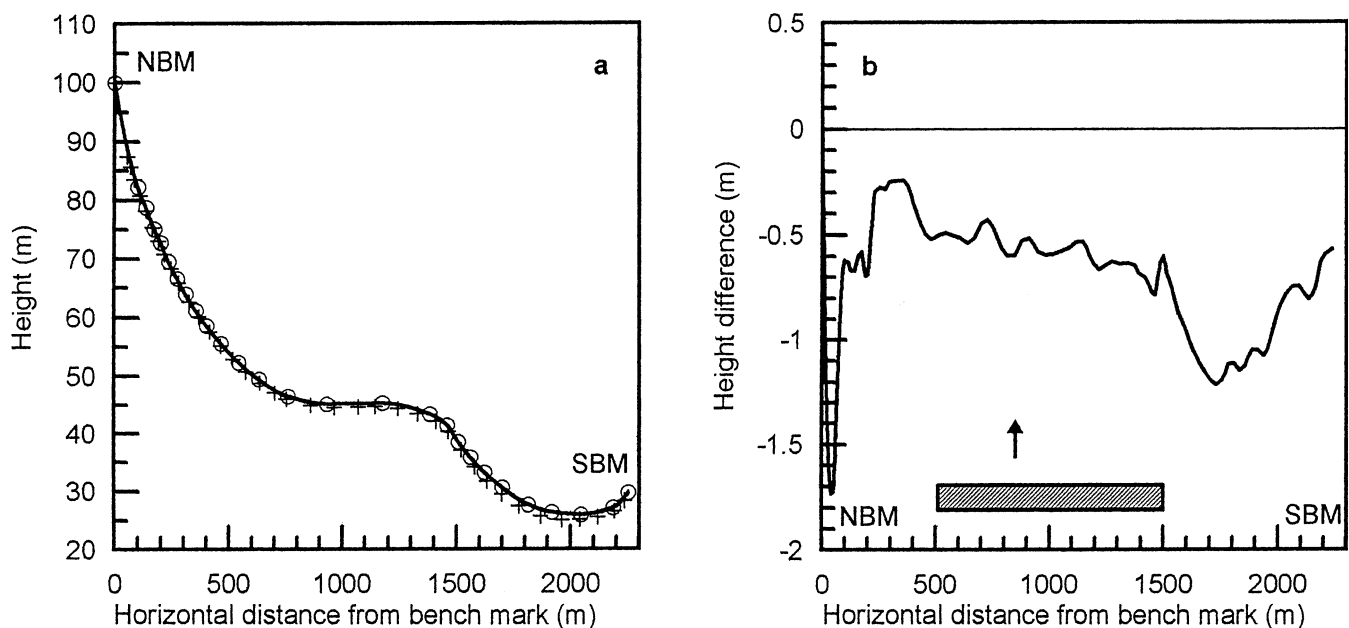 110
100
90
80
70
60
50
40
30
20
Height (m)
NBM
a
SBM
0
500
1000
1500
2000
Horizontal distance from bench mark (m)
0.5
0
-0.5
-1
-1.5
-2
Height difference (m)
b
NBM
SBM
0
500
1000
1500
2000
Horizontal distance from bench mark (m)